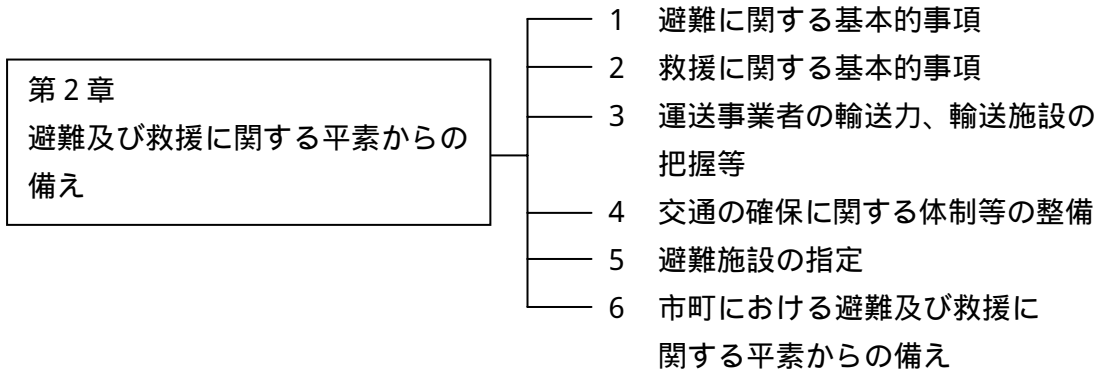 第2章
避難及び救援に関する平素からの
備え
1 避難に関する基本的事項
2 救援に関する基本的事項
3 運送事業者の輸送力、輸送施設の
把握等
4 交通の確保に関する体制等の整備
5 避難施設の指定
6 市町における避難及び救援に
関する平素からの備え